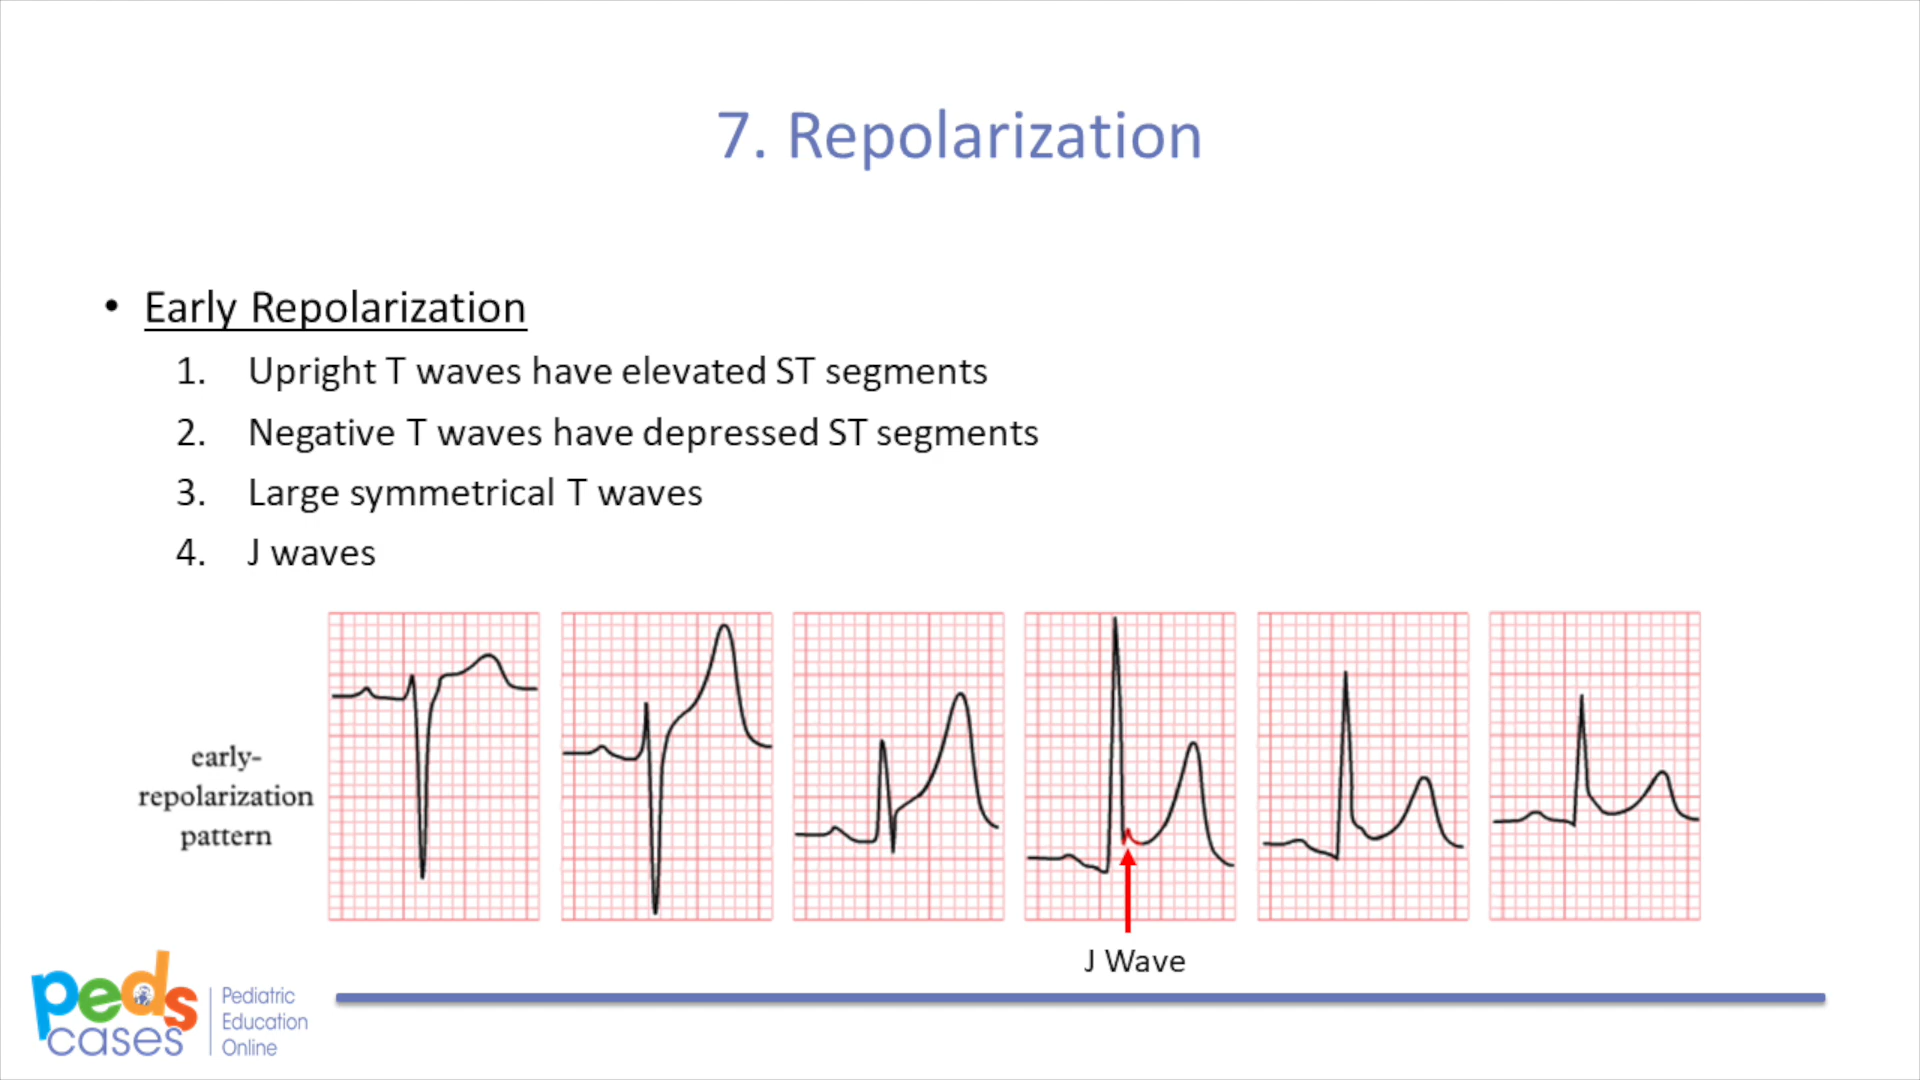 7. Repolarization
• Early Repolarization
1. Upright T waves have elevated ST segments
2. Negative T waves have depressed ST segments
3. Large symmetrical T waves
4. J waves
early-
repolarization
pattern
J Wave
peds
cases
Pediatric
Education
Online